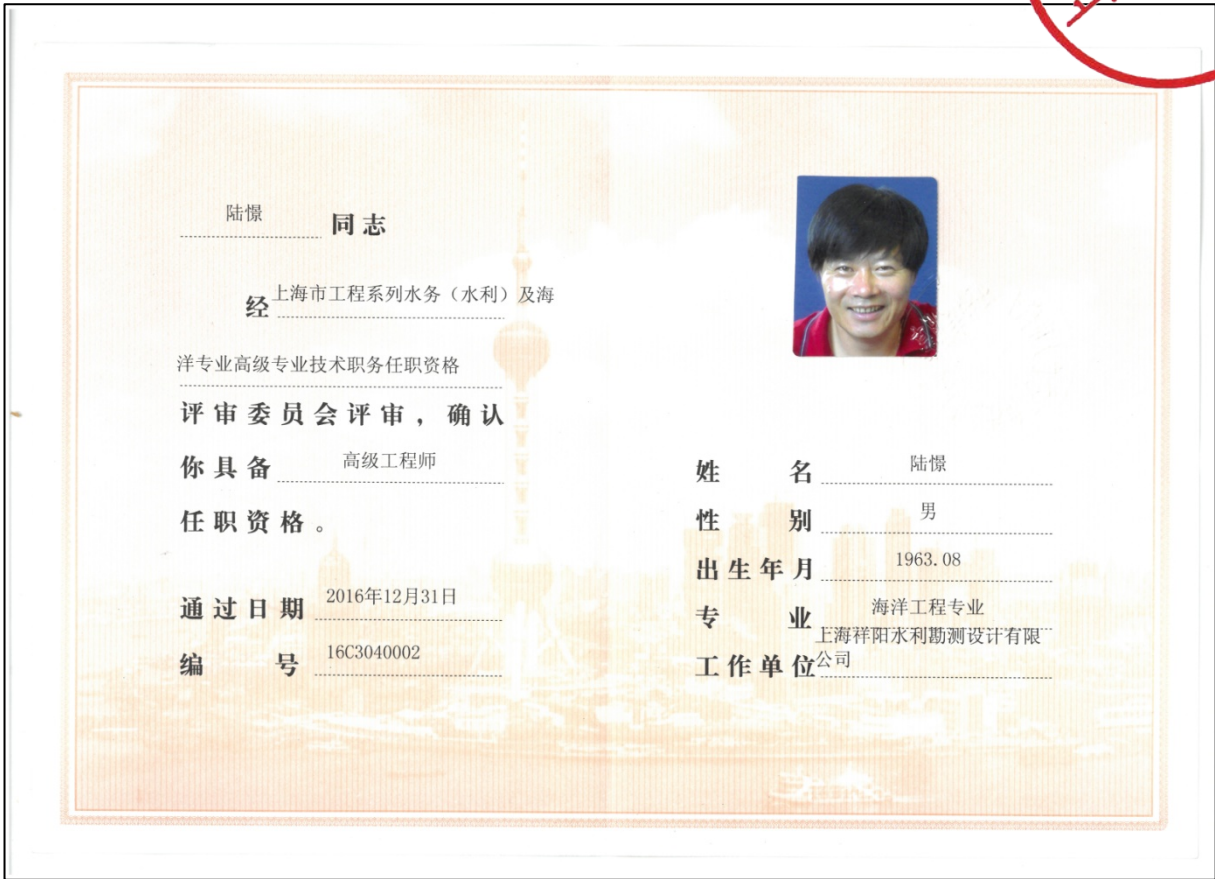 陆憬 同志
经 上海市工程系列水务（水利）及海
洋专业高级专业技术职务任职资格
评审委员会评审，确认
你具备 高级工程师
任职资格。
通过日期 2016年12月31日
编号 16C3040002
姓名 陆憬
性别 男
出生年月 1963.08
专业 海洋工程专业
工作单位 上海祥阳水利勘测设计有限
公司